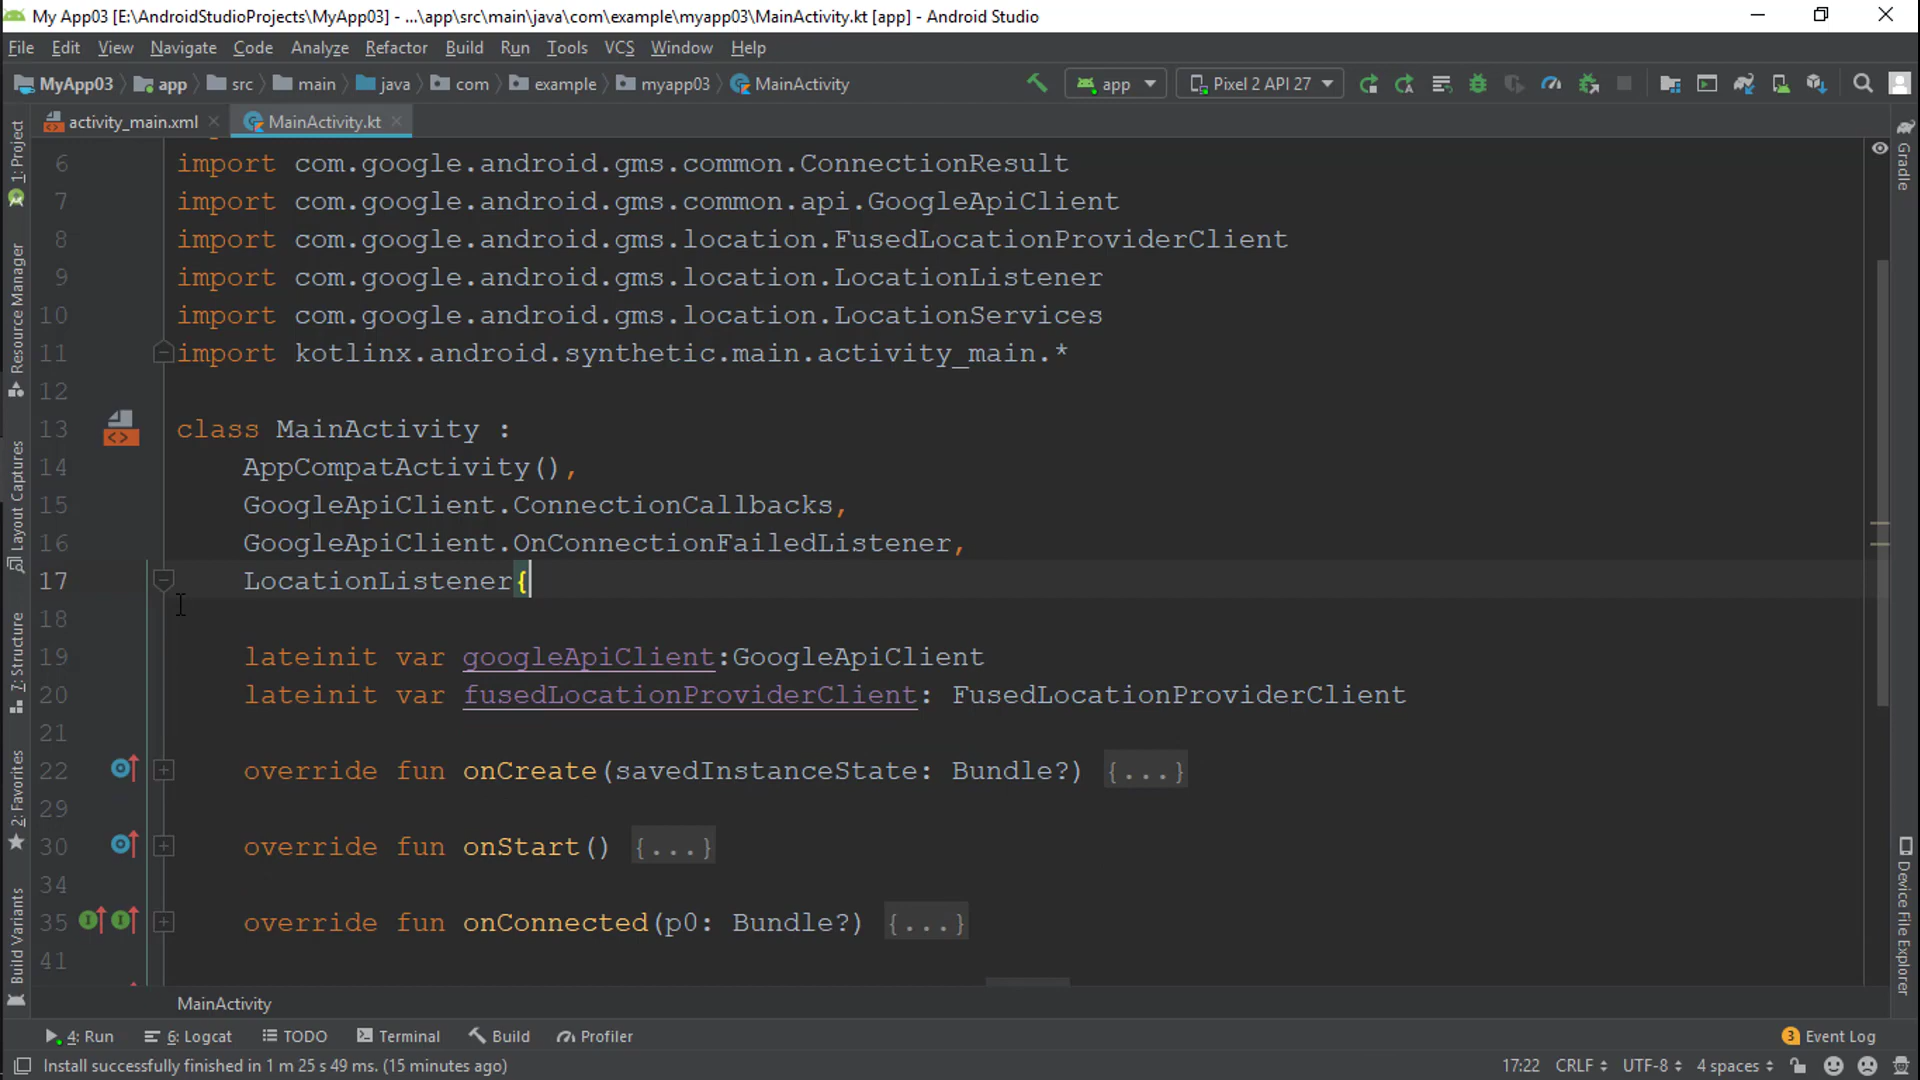 My App03 [E:\AndroidStudioProjects\MyApp03] - ...\app\src\main\java\com\example\myapp03\MainActivity.kt [app] - Android Studio
File Edit View Navigate Code Analyze Refactor Build Run Tools VCS Window Help
MyApp03 app src main java com example myapp03 MainActivity app Pixel 2 API 27
activity_main.xml MainActivity.kt
6 import com.google.android.gms.common.ConnectionResult
7 import com.google.android.gms.common.api.GoogleApiClient
8 import com.google.android.gms.location.FusedLocationProviderClient
9 import com.google.android.gms.location.LocationListener
10 import com.google.android.gms.location.LocationServices
11 import kotlinx.android.synthetic.main.activity_main.*
12
13 class MainActivity :
14 AppCompatActivity(),
15 GoogleApiClient.ConnectionCallbacks,
16 GoogleApiClient.OnConnectionFailedListener,
17 LocationListener{
18
19 lateinit var googleApiClient:GoogleApiClient
20 lateinit var fusedLocationProviderClient: FusedLocationProviderClient
21
22 override fun onCreate(savedInstanceState: Bundle?) {...}
29
30 override fun onStart() {...}
34
35 override fun onConnected(p0: Bundle?) {...}
41
MainActivity
1: Project
Resource Manager
Layout Captures
7: Structure
2: Favorites
Build Variants
Gradle
Device File Explorer
4: Run 6: Logcat TODO Terminal Build Profiler 3 Event Log
Install successfully finished in 1 m 25 s 49 ms. (15 minutes ago) 17:22 CRLF UTF-8 4 spaces